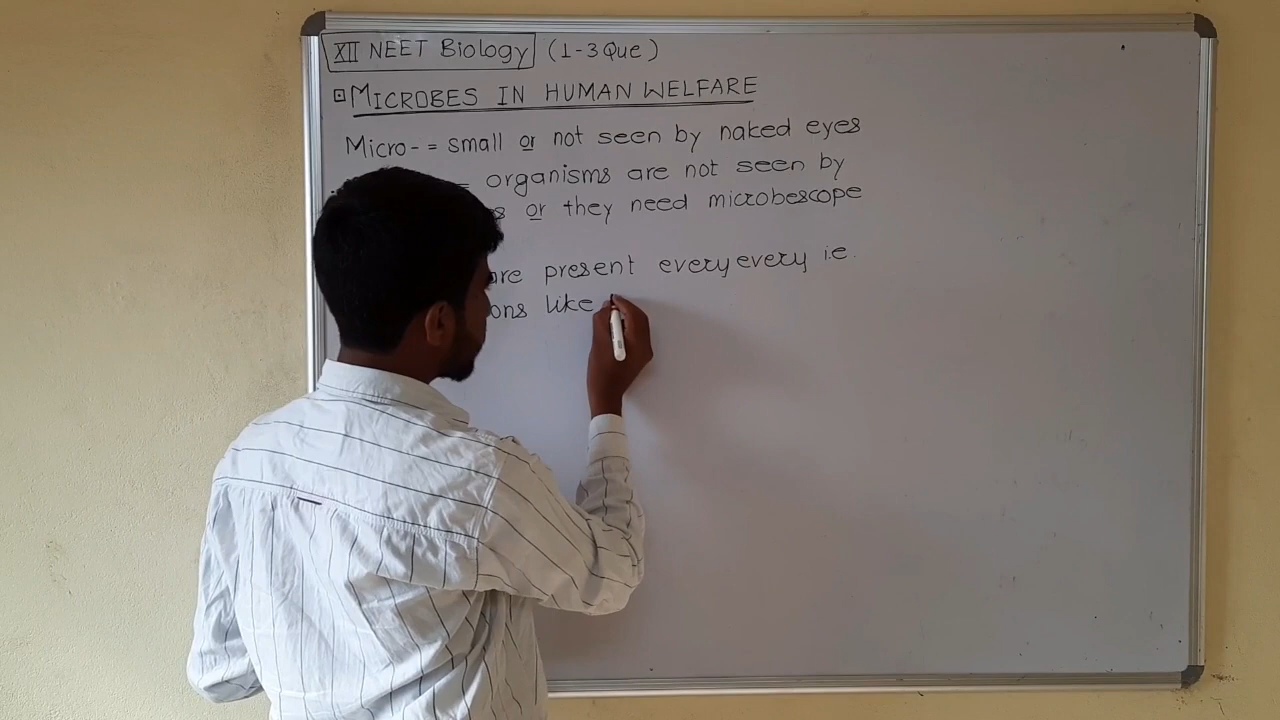 XII NEET Biology (1-3 Que)
MICROBES IN HUMAN WELFARE
Micro- = small or not seen by naked eyes
= organisms are not seen by
or they need microbescope
are present everyevery i.e.
like